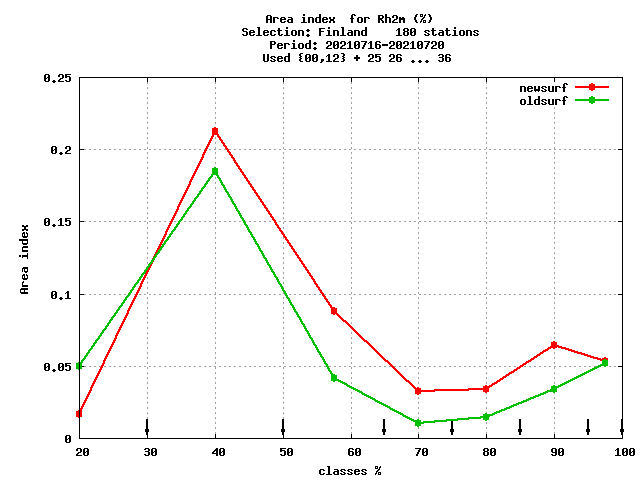 Area index  for Rh2m (%)
Selection: Finland    180 stations
Period: 20210716-20210720
Used {00,12} + 25 26 ... 36
newsurf
oldsurf
0.25
0.2
0.15
0.1
0.05
0
Area index
20 30 40 50 60 70 80 90 100
classes %